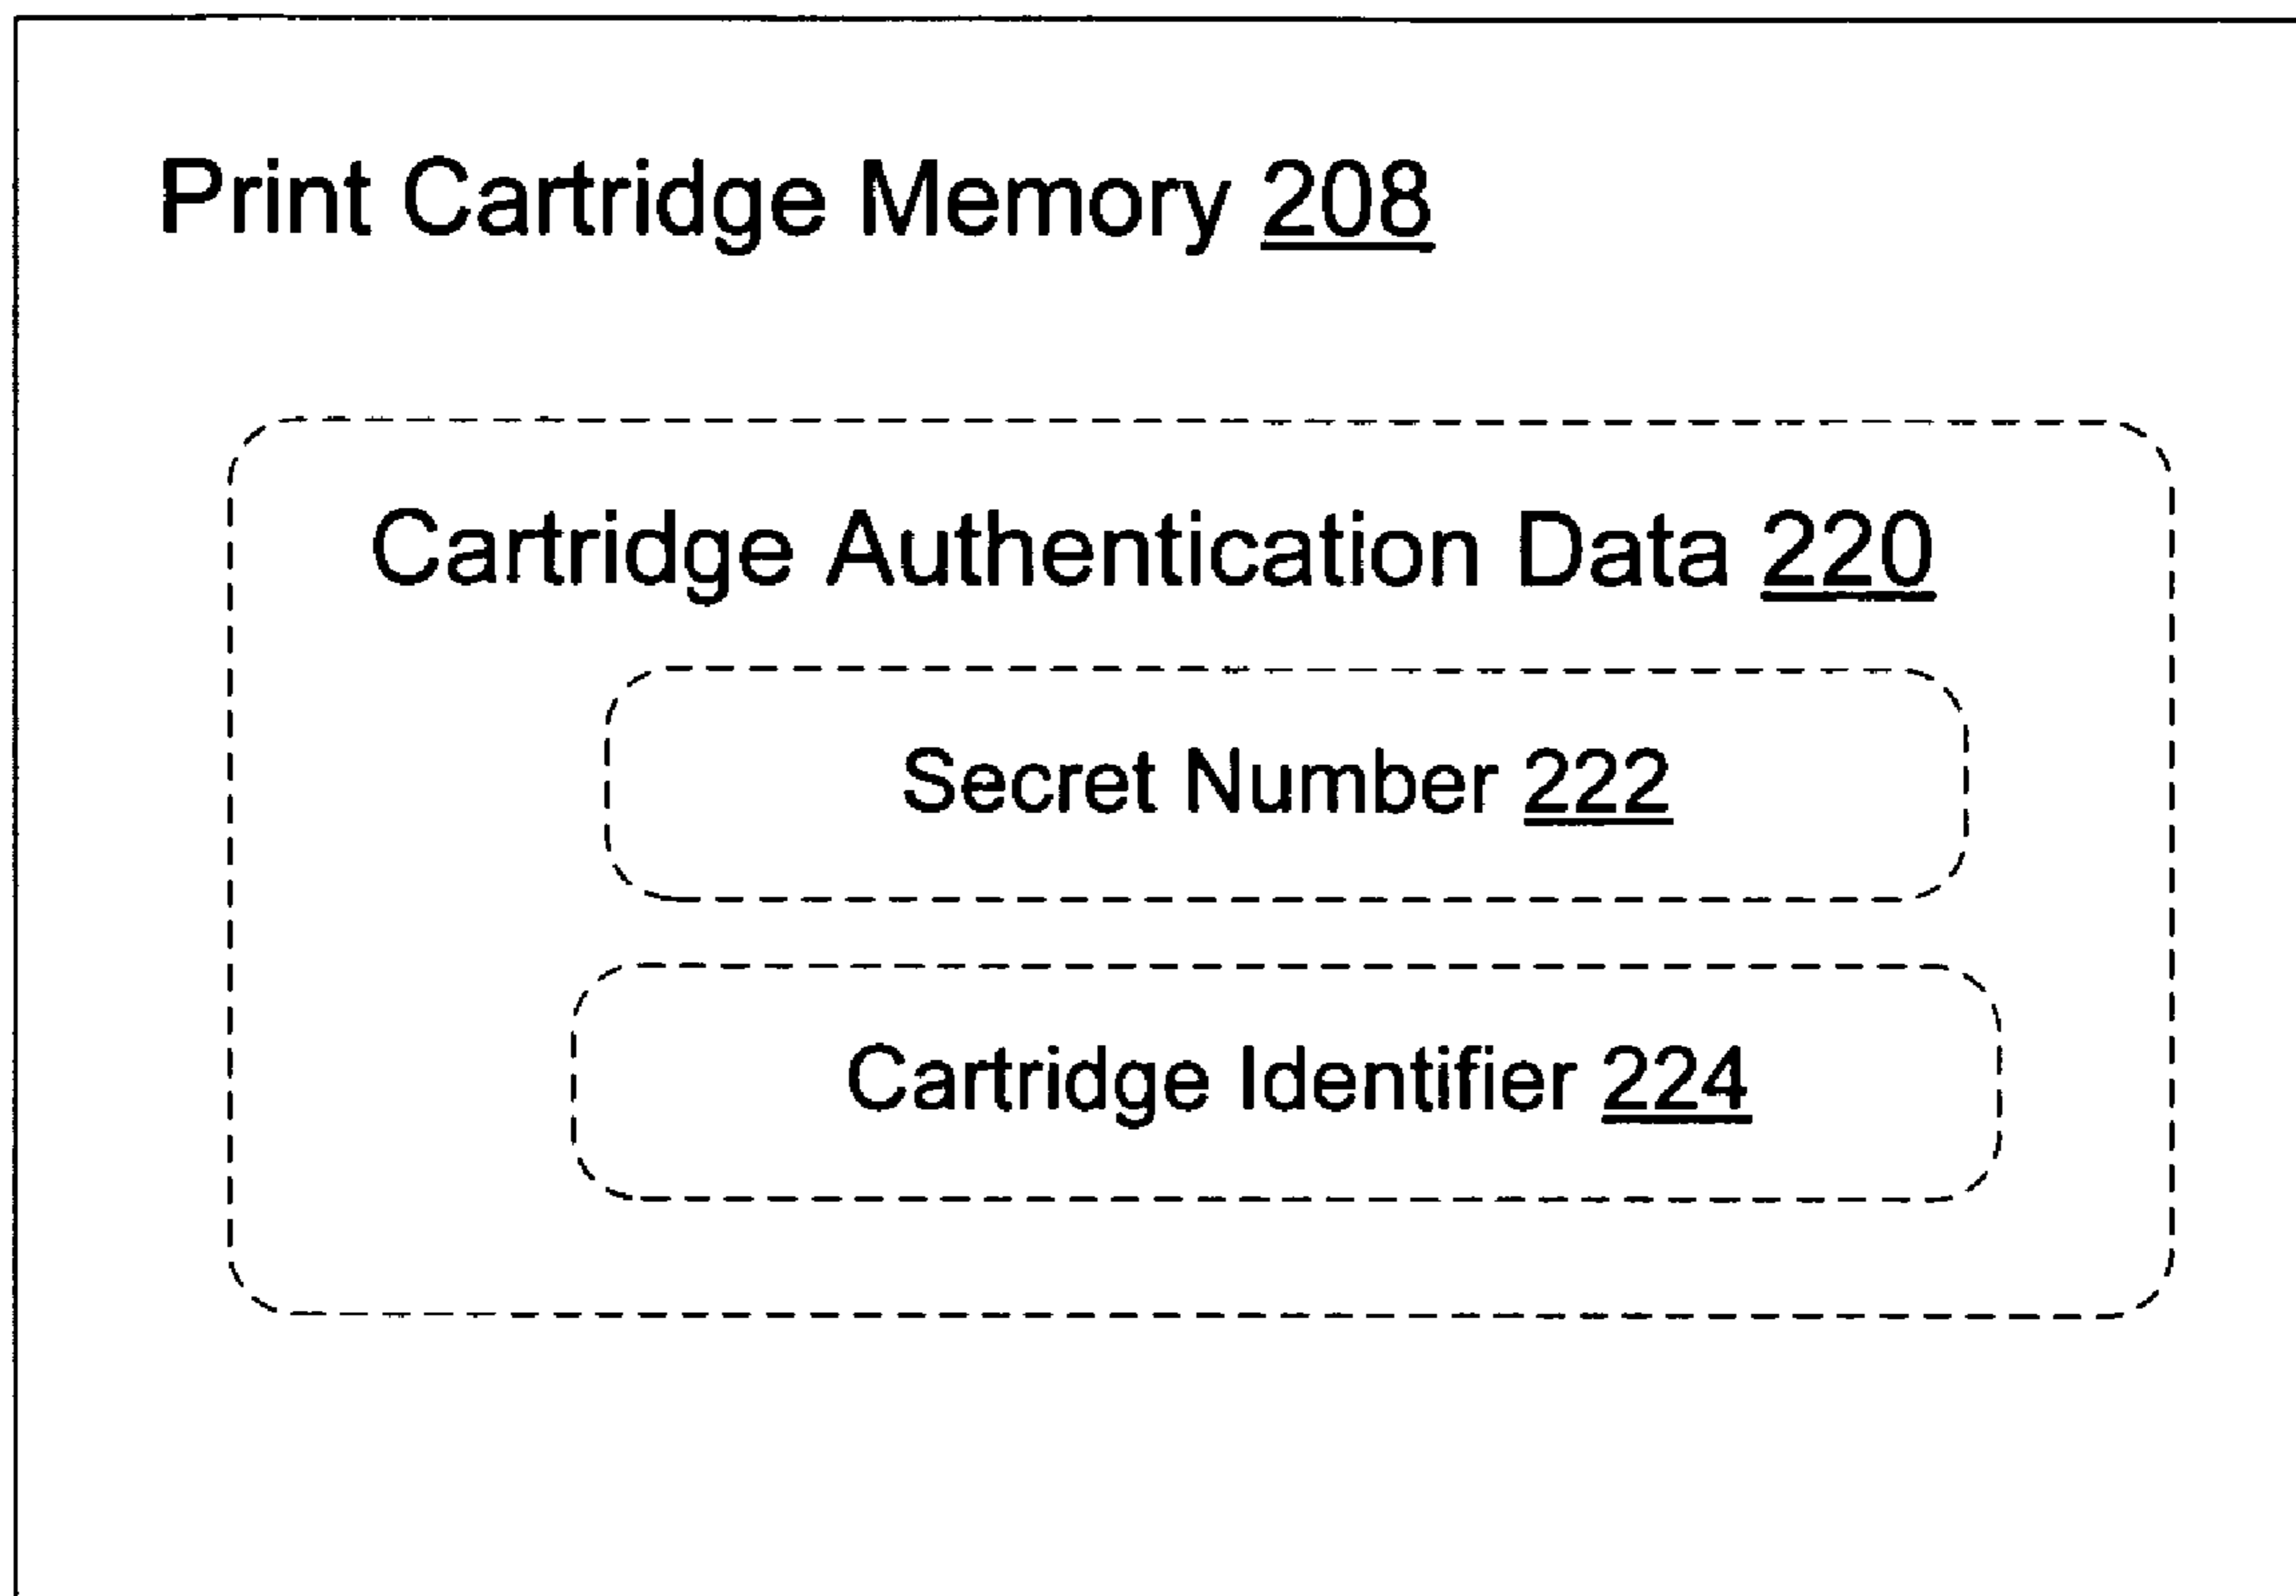 Print Cartridge Memory 208
Cartridge Authentication Data 220
Secret Number 222
Cartridge Identifier 224